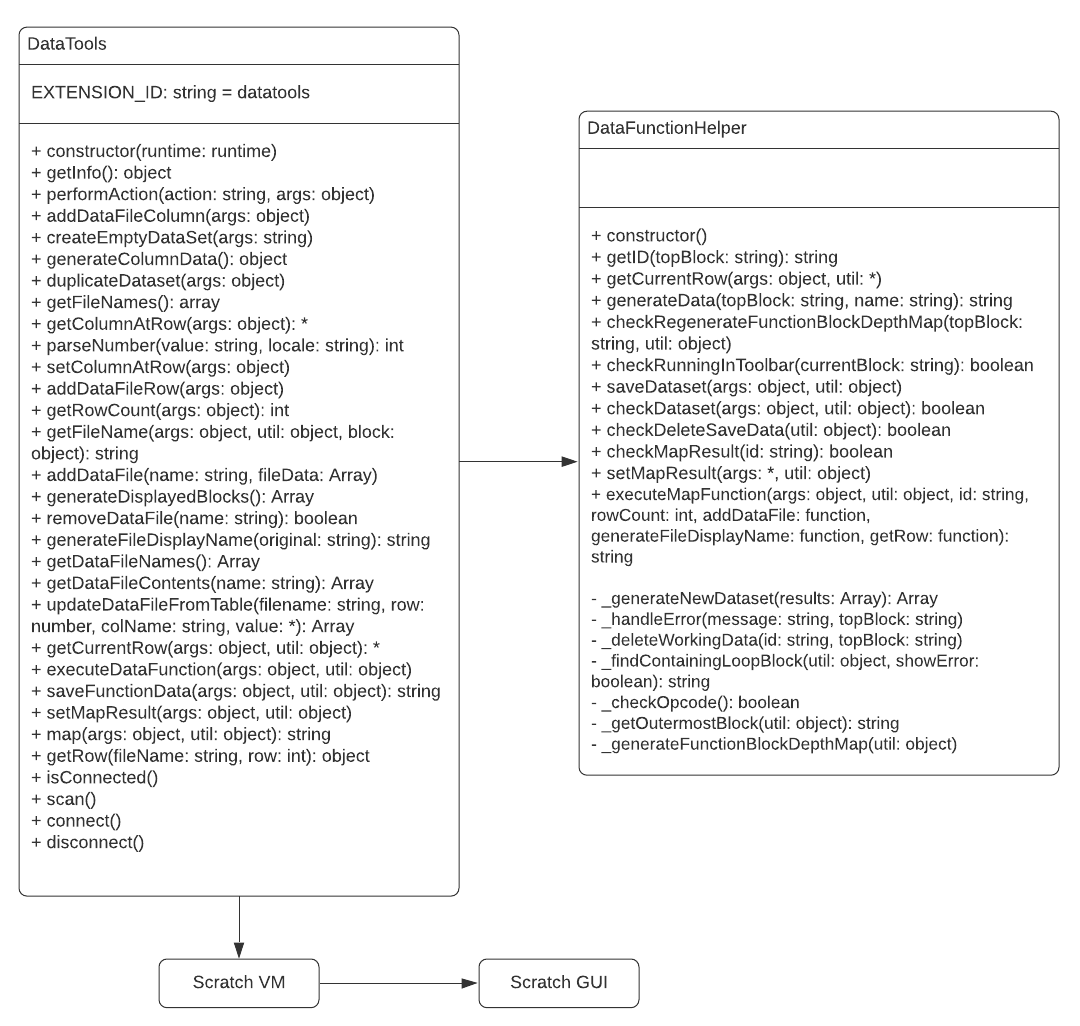 DataTools
EXTENSION_ID: string = datatools
+ constructor(runtime: runtime)
+ getInfo(): object
+ performAction(action: string, args: object)
+ addDataFileColumn(args: object)
+ createEmptyDataSet(args: string)
+ generateColumnData(): object
+ duplicateDataset(args: object)
+ getFileNames(): array
+ getColumnAtRow(args: object): *
+ parseNumber(value: string, locale: string): int
+ setColumnAtRow(args: object)
+ addDataFileRow(args: object)
+ getRowCount(args: object): int
+ getFileName(args: object, util: object, block:
object): string
+ addDataFile(name: string, fileData: Array)
+ generateDisplayedBlocks(): Array
+ removeDataFile(name: string): boolean
+ generateFileDisplayName(original: string): string
+ getDataFileNames(): Array
+ getDataFileContents(name: string): Array
+ updateDataFileFromTable(filename: string, row:
number, colName: string, value: *): Array
+ getCurrentRow(args: object, util: object): *
+ executeDataFunction(args: object, util: object)
+ saveFunctionData(args: object, util: object): string
+ setMapResult(args: object, util: object)
+ map(args: object, util: object): string
+ getRow(fileName: string, row: int): object
+ isConnected()
+ scan()
+ connect()
+ disconnect()
DataFunctionHelper
+ constructor()
+ getID(topBlock: string): string
+ getCurrentRow(args: object, util: *)
+ generateData(topBlock: string, name: string): string
+ checkRegenerateFunctionBlockDepthMap(topBlock:
string, util: object)
+ checkRunningInToolbar(currentBlock: string): boolean
+ saveDataset(args: object, util: object)
+ checkDataset(args: object, util: object): boolean
+ checkDeleteSaveData(util: object): boolean
+ checkMapResult(id: string): boolean
+ setMapResult(args: *, util: object)
+ executeMapFunction(args: object, util: object, id: string,
rowCount: int, addDataFile: function,
generateFileDisplayName: function, getRow: function):
string
- _generateNewDataset(results: Array): Array
- _handleError(message: string, topBlock: string)
- _deleteWorkingData(id: string, topBlock: string)
- _findContainingLoopBlock(util: object, showError:
boolean): string
- _checkOpcode(): boolean
- _getOutermostBlock(util: object): string
- _generateFunctionBlockDepthMap(util: object)
Scratch VM
Scratch GUI